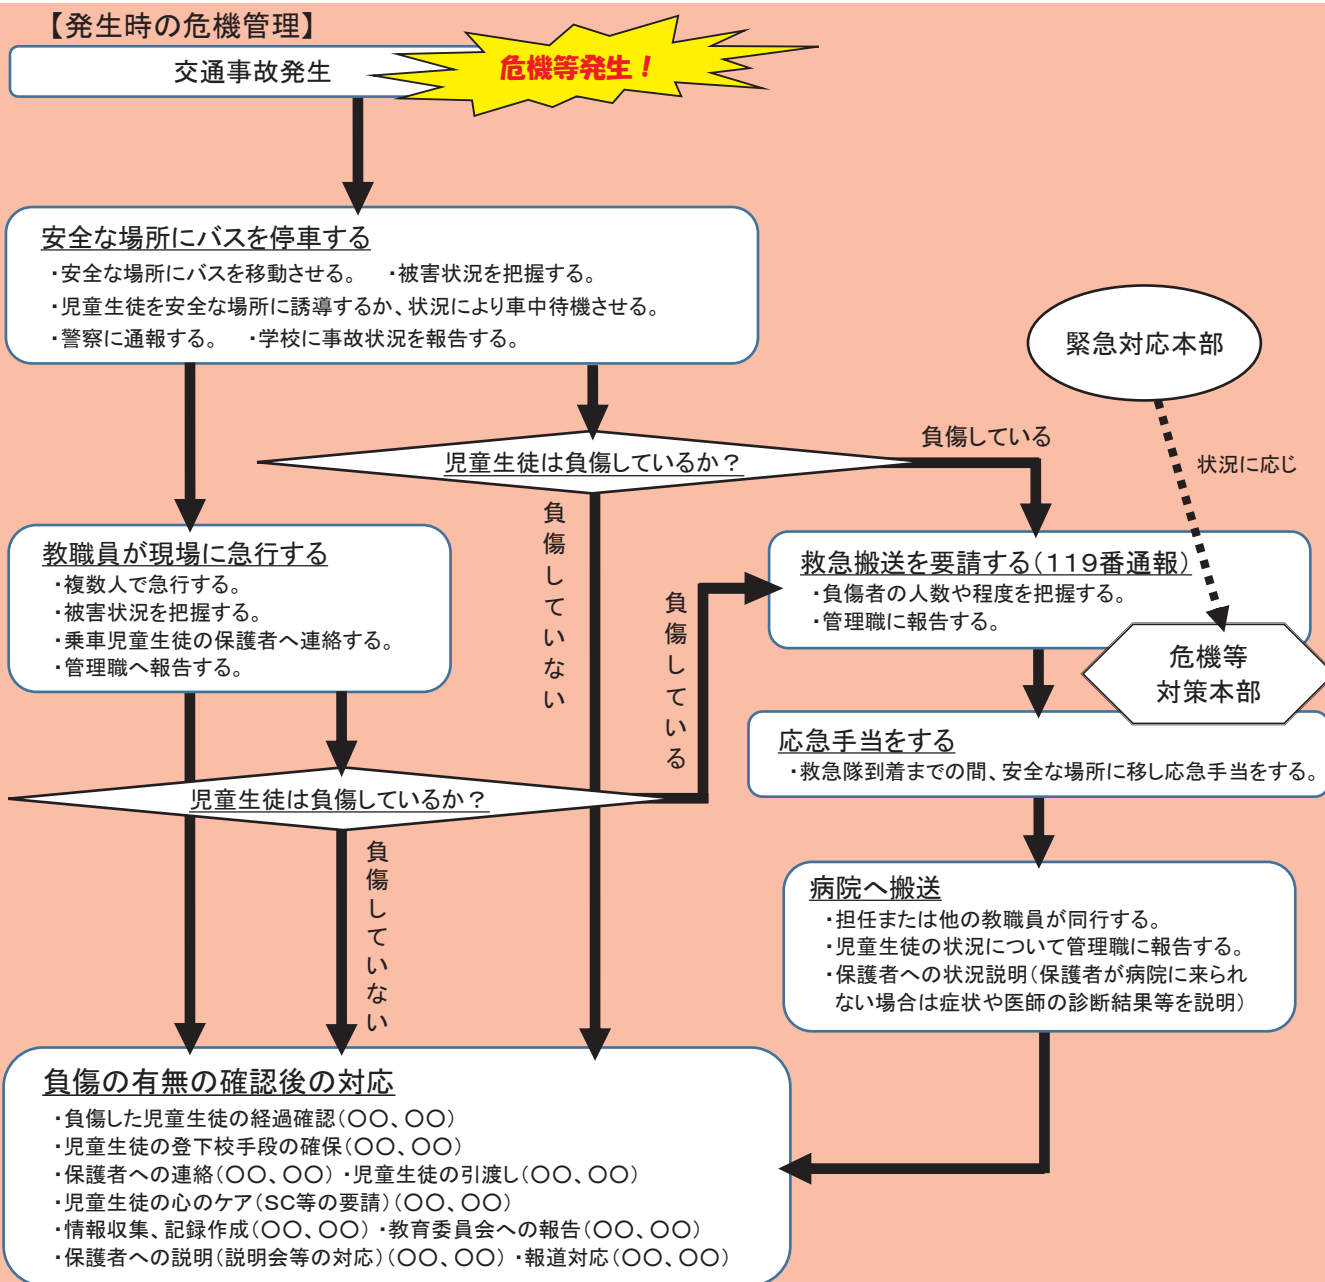 【発生時の危機管理】
交通事故発生
危機等発生！
安全な場所にバスを停車する
・安全な場所にバスを移動させる。 ・被害状況を把握する。
・児童生徒を安全な場所に誘導するか、状況により車中待機させる。
・警察に通報する。 ・学校に事故状況を報告する。
緊急対応本部
状況に応じ
児童生徒は負傷しているか？
負傷している
負傷していない
教職員が現場に急行する
・複数人で急行する。
・被害状況を把握する。
・乗車児童生徒の保護者へ連絡する。
・管理職へ報告する。
負傷している
救急搬送を要請する（１１９番通報）
・負傷者の人数や程度を把握する。
・管理職に報告する。
危機等
対策本部
応急手当をする
・救急隊到着までの間、安全な場所に移し応急手当をする。
児童生徒は負傷しているか？
負傷していない
病院へ搬送
・担任または他の教職員が同行する。
・児童生徒の状況について管理職に報告する。
・保護者への状況説明（保護者が病院に来られ
ない場合は症状や医師の診断結果等を説明）
負傷の有無の確認後の対応
・負傷した児童生徒の経過確認（〇〇、〇〇）
・児童生徒の登下校手段の確保（〇〇、〇〇）
・保護者への連絡（〇〇、〇〇） ・児童生徒の引渡し（〇〇、〇〇）
・児童生徒の心のケア（ＳＣ等の要請）（〇〇、〇〇）
・情報収集、記録作成（〇〇、〇〇） ・教育委員会への報告（〇〇、〇〇）
・保護者への説明（説明会等の対応）（〇〇、〇〇） ・報道対応（〇〇、〇〇）